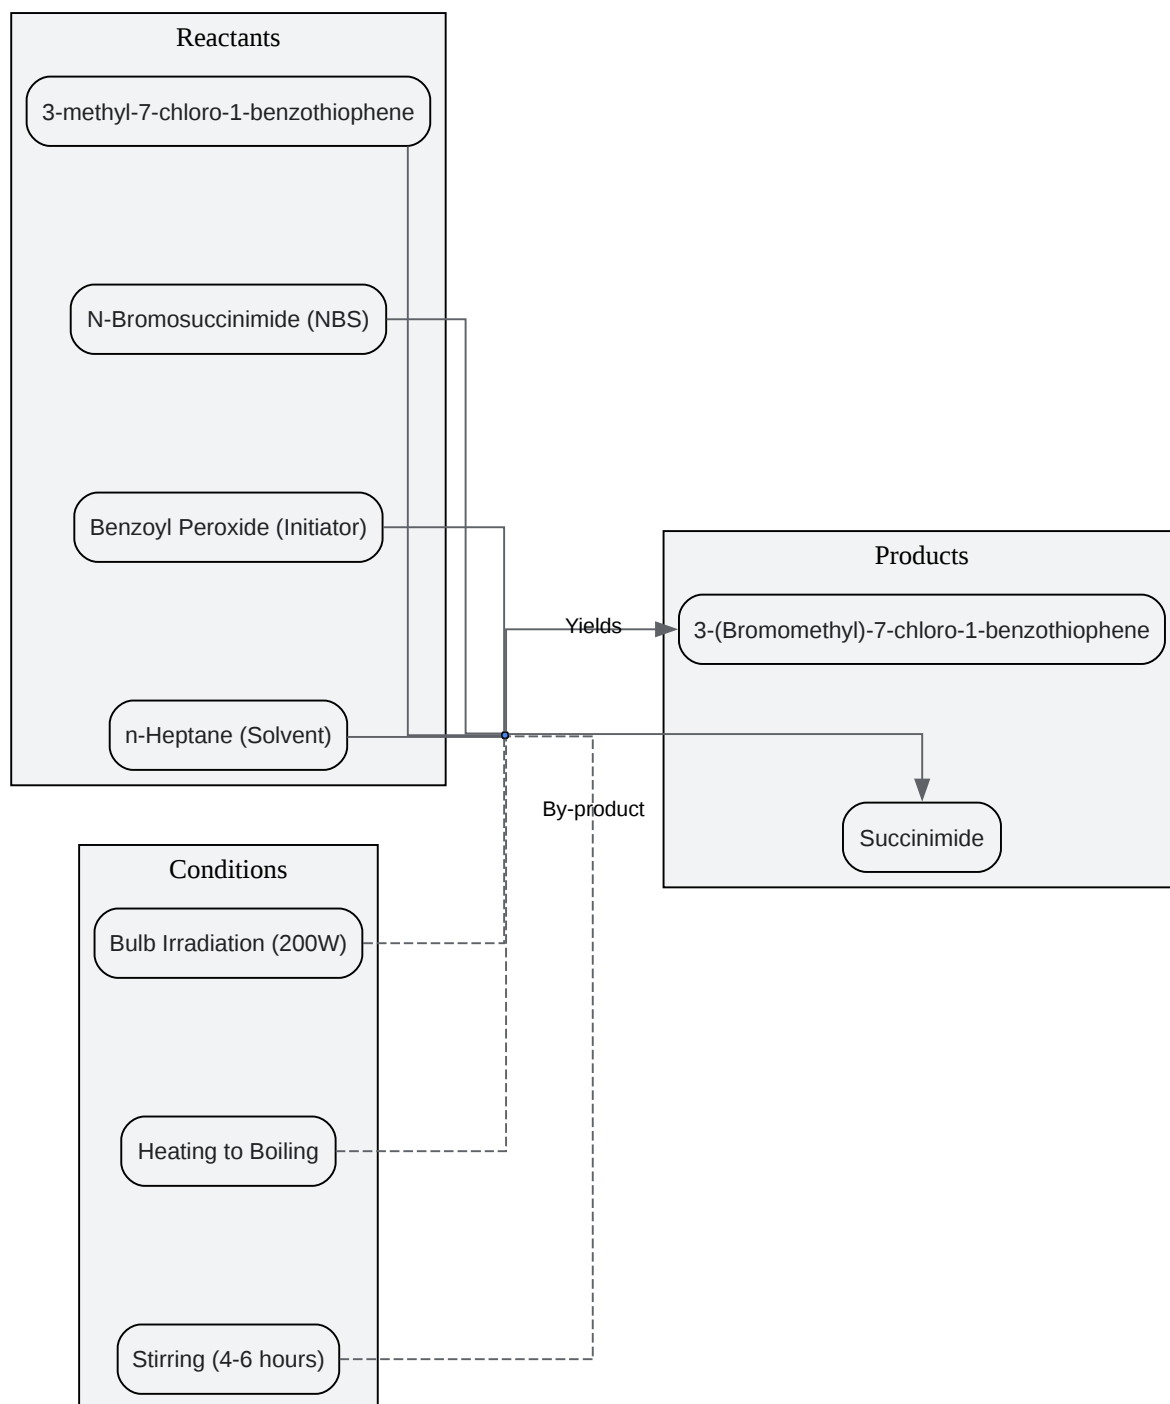 Reactants
3-methyl-7-chloro-1-benzothiophene
N-Bromosuccinimide (NBS)
Benzoyl Peroxide (Initiator)
n-Heptane (Solvent)
Yields
By-product
Products
3-(Bromomethyl)-7-chloro-1-benzothiophene
Succinimide
Conditions
Bulb Irradiation (200W)
Heating to Boiling
Stirring (4-6 hours)